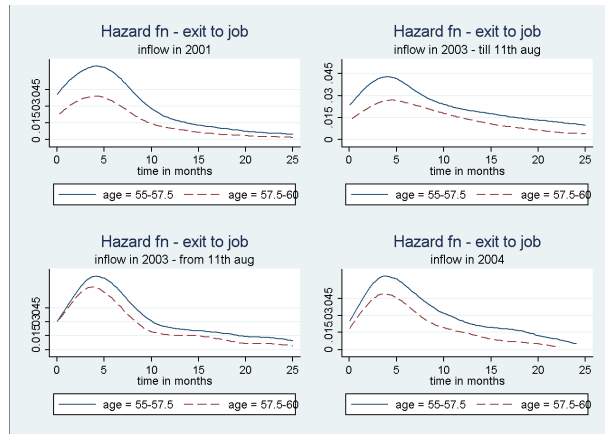 Hazard fn - exit to job
inflow in 2001
0 .015.03.045
0 5 10 15 20 25
time in months
age = 55-57.5 age = 57.5-60
Hazard fn - exit to job
inflow in 2003 - till 11th aug
0 .015 .03 .045
0 5 10 15 20 25
time in months
age = 55-57.5 age = 57.5-60
Hazard fn - exit to job
inflow in 2003 - from 11th aug
0 .015.03.045
0 5 10 15 20 25
time in months
age = 55-57.5 age = 57.5-60
Hazard fn - exit to job
inflow in 2004
0 .015.03.045
0 5 10 15 20 25
time in months
age = 55-57.5 age = 57.5-60